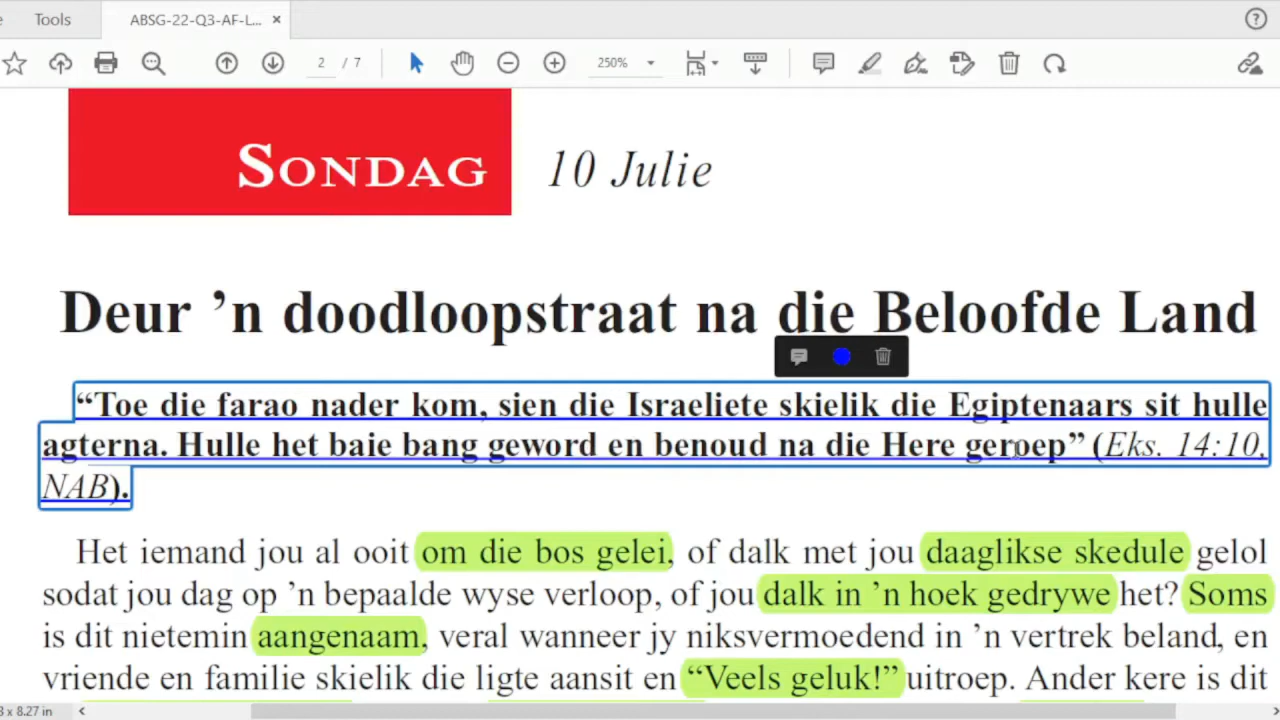 Tools
ABSG-22-Q3-AF-L... ×
2 / 7
250%
SONDAG 10 Julie
Deur ’n doodloopstraat na die Beloofde Land
“Toe die farao nader kom, sien die Israeliete skielik die Egiptenaars sit hulle
agterna. Hulle het baie bang geword en benoud na die Here geroep” (Eks. 14:10,
NAB).
Het iemand jou al ooit om die bos gelei, of dalk met jou daaglikse skedule gelol
sodat jou dag op ’n bepaalde wyse verloop, of jou dalk in ’n hoek gedrywe het? Soms
is dit nietemin aangenaam, veral wanneer jy niksvermoedend in ’n vertrek beland, en
vriende en familie skielik die ligte aansit en “Veels geluk!” uitroep. Ander kere is dit
x 8.27 in